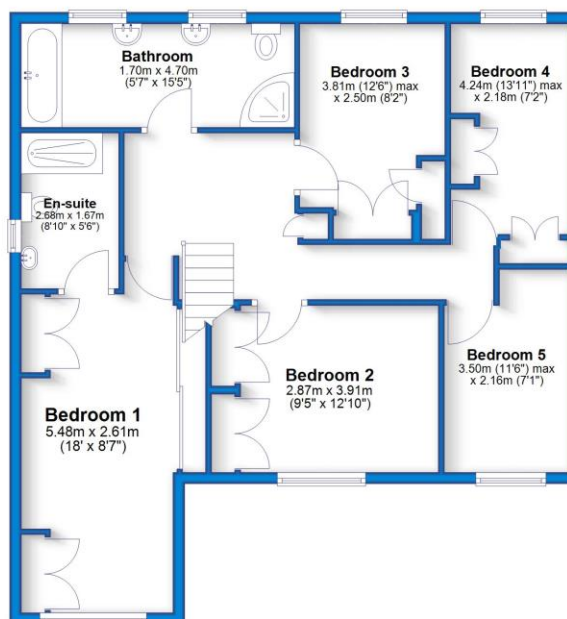 Bathroom
1.70m x 4.70m
(5'7" x 15'5")
Bedroom 3
3.81m (12'6") max
x 2.50m (8'2")
Bedroom 4
4.24m (13'11") max
x 2.18m (7'2")
En-suite
2.68m x 1.67m
(8'10" x 5'6")
Bedroom 1
5.48m x 2.61m
(18' x 8'7")
Bedroom 2
2.87m x 3.91m
(9'5" x 12'10")
Bedroom 5
3.50m (11'6") max
x 2.16m (7'1")